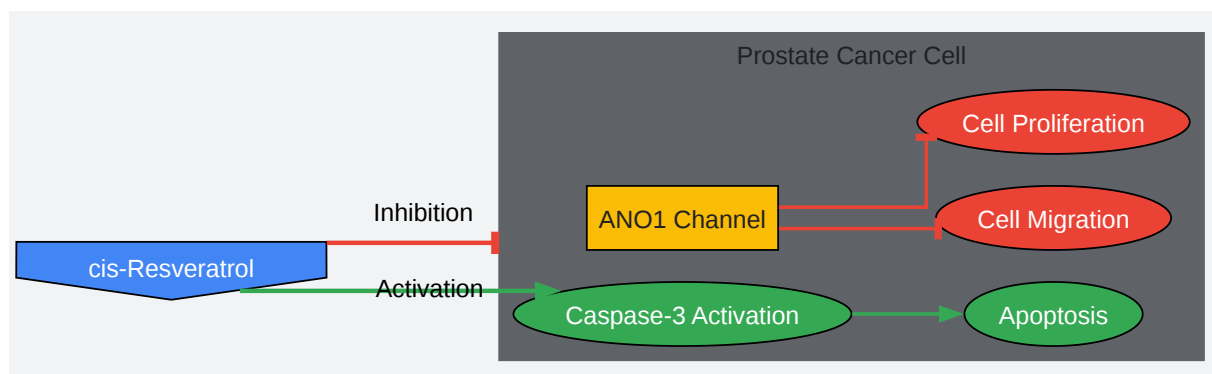 Prostate Cancer Cell
Cell Proliferation
Inhibition
ANO1 Channel
Cell Migration
cis-Resveratrol
Activation
Caspase-3 Activation
Apoptosis